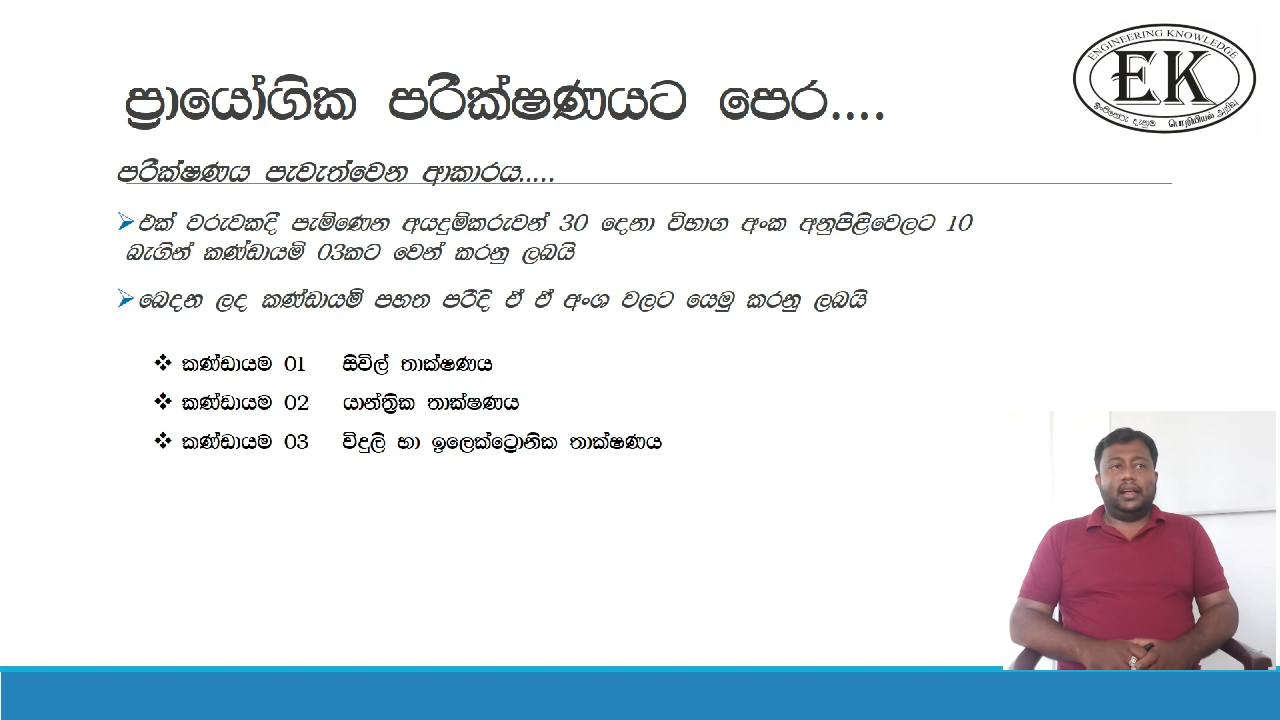 ENGINEERING KNOWLEDGE
EK
ඉංජිනේරු දැනුම பொறியியல் அறிவு
ප්‍රායෝගික පරීක්ෂණයට පෙර....
පරීක්ෂණය පැවැත්වෙන ආකාරය.....
එක් වරුවකදී පැමිණෙන අයදුම්කරුවන් 30 දෙනා විභාග අංක අනුපිළිවෙලට 10
බැගින් කණ්ඩායම් 03කට වෙන් කරනු ලබයි
බෙදන ලද කණ්ඩායම් පහත පරිදි ඒ ඒ අංශ වලට යෙමු කරනු ලබයි
කණ්ඩායම 01 සිවිල් තාක්ෂණය
කණ්ඩායම 02 යාන්ත්‍රික තාක්ෂණය
කණ්ඩායම 03 විදුලි හා ඉලෙක්ට්‍රොනික තාක්ෂණය